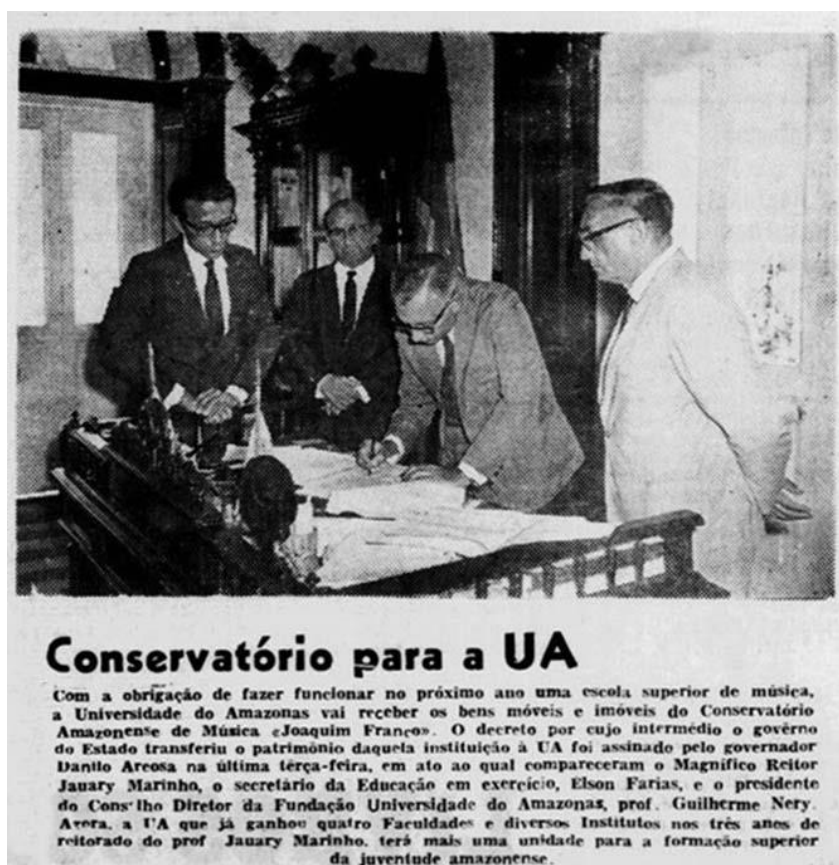 Conservatório para a UA
Com a obrigação de fazer funcionar no próximo ano uma escola superior de música,
a Universidade do Amazonas vai receber os bens móveis e imóveis do Conservatório
Amazonense de Música «Joaquim Franco». O decreto por cujo intermédio o govêrno
do Estado transferiu o patrimônio daquela instituição à UA foi assinado pelo governador
Danilo Areosa na última têrça-feira, em ato ao qual compareceram o Magnífico Reitor
Jauary Marinho, o secretário da Educação em exercício, Elson Farias, e o presidente
do Cons lho Diretor da Fundação Universidade do Amazonas, prof. Guilherme Nery.
Agora, a UA que já ganhou quatro Faculdades e diversos Institutos nos três anos de
reitorado do prof Jauary Marinho, terá mais uma unidade para a formação superior
da juventude amazonense.